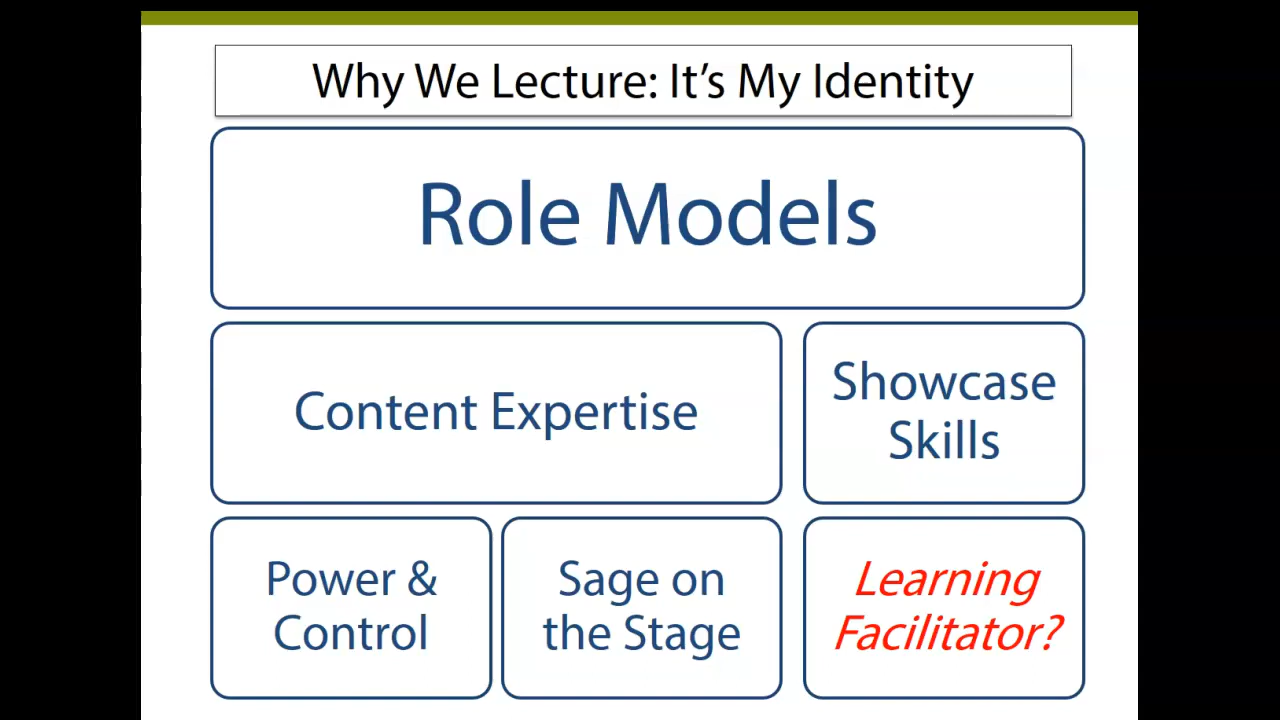 Why We Lecture: It’s My Identity
Role Models
Content Expertise
Showcase
Skills
Power &
Control
Sage on
the Stage
Learning
Facilitator?